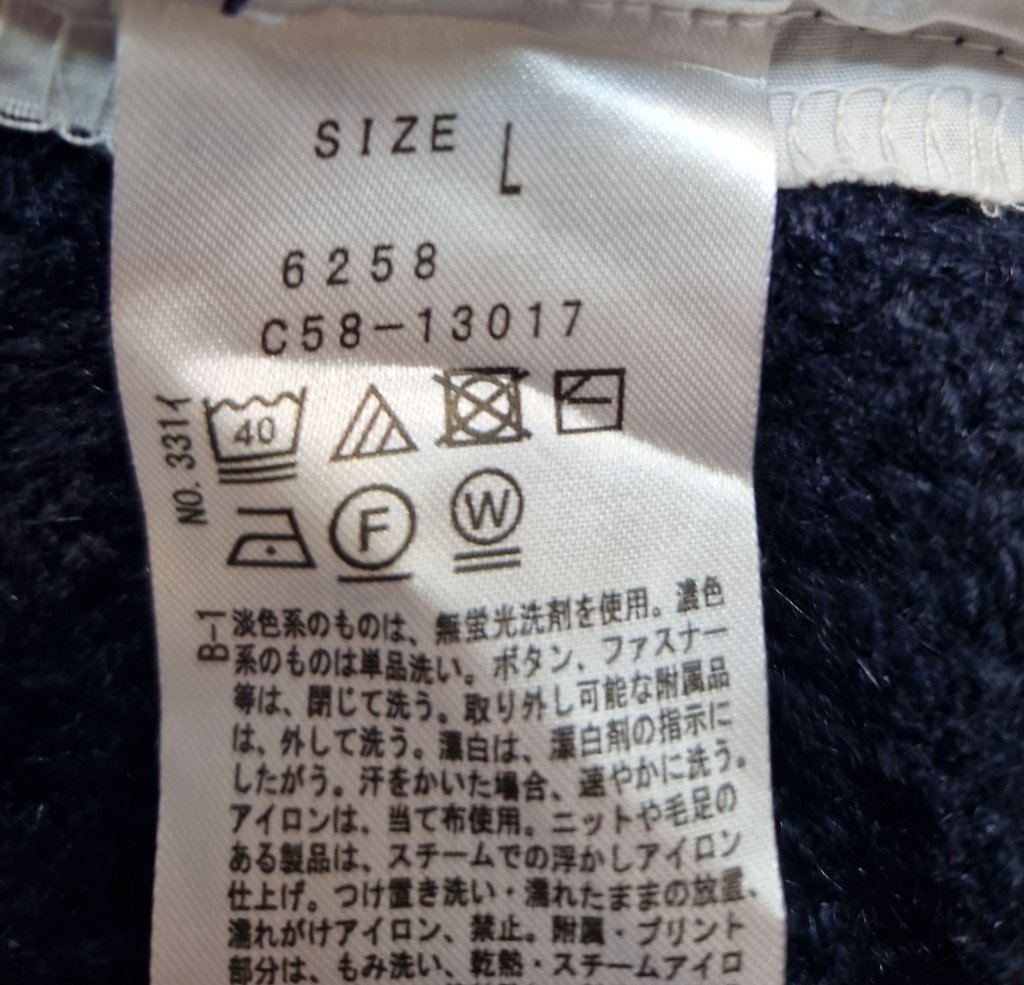 SIZE L
6258
C58-13017
NO. 331イ
40
F
W
B-1
淡色系のものは、無蛍光洗剤を使用。濃色
系のものは単品洗い。ボタン、ファスナー
等は、閉じて洗う。取り外し可能な附属品
は、外して洗う。漂白は、漂白剤の指示に
したがう。汗をかいた場合、速やかに洗う。
アイロンは、当て布使用。ニットや毛足の
ある製品は、スチームでの浮かしアイロン
仕上げ。つけ置き洗い・濡れたままの放置、
濡れがけアイロン、禁止。附属・プリント
部分は、もみ洗い、乾熱・スチームアイロ